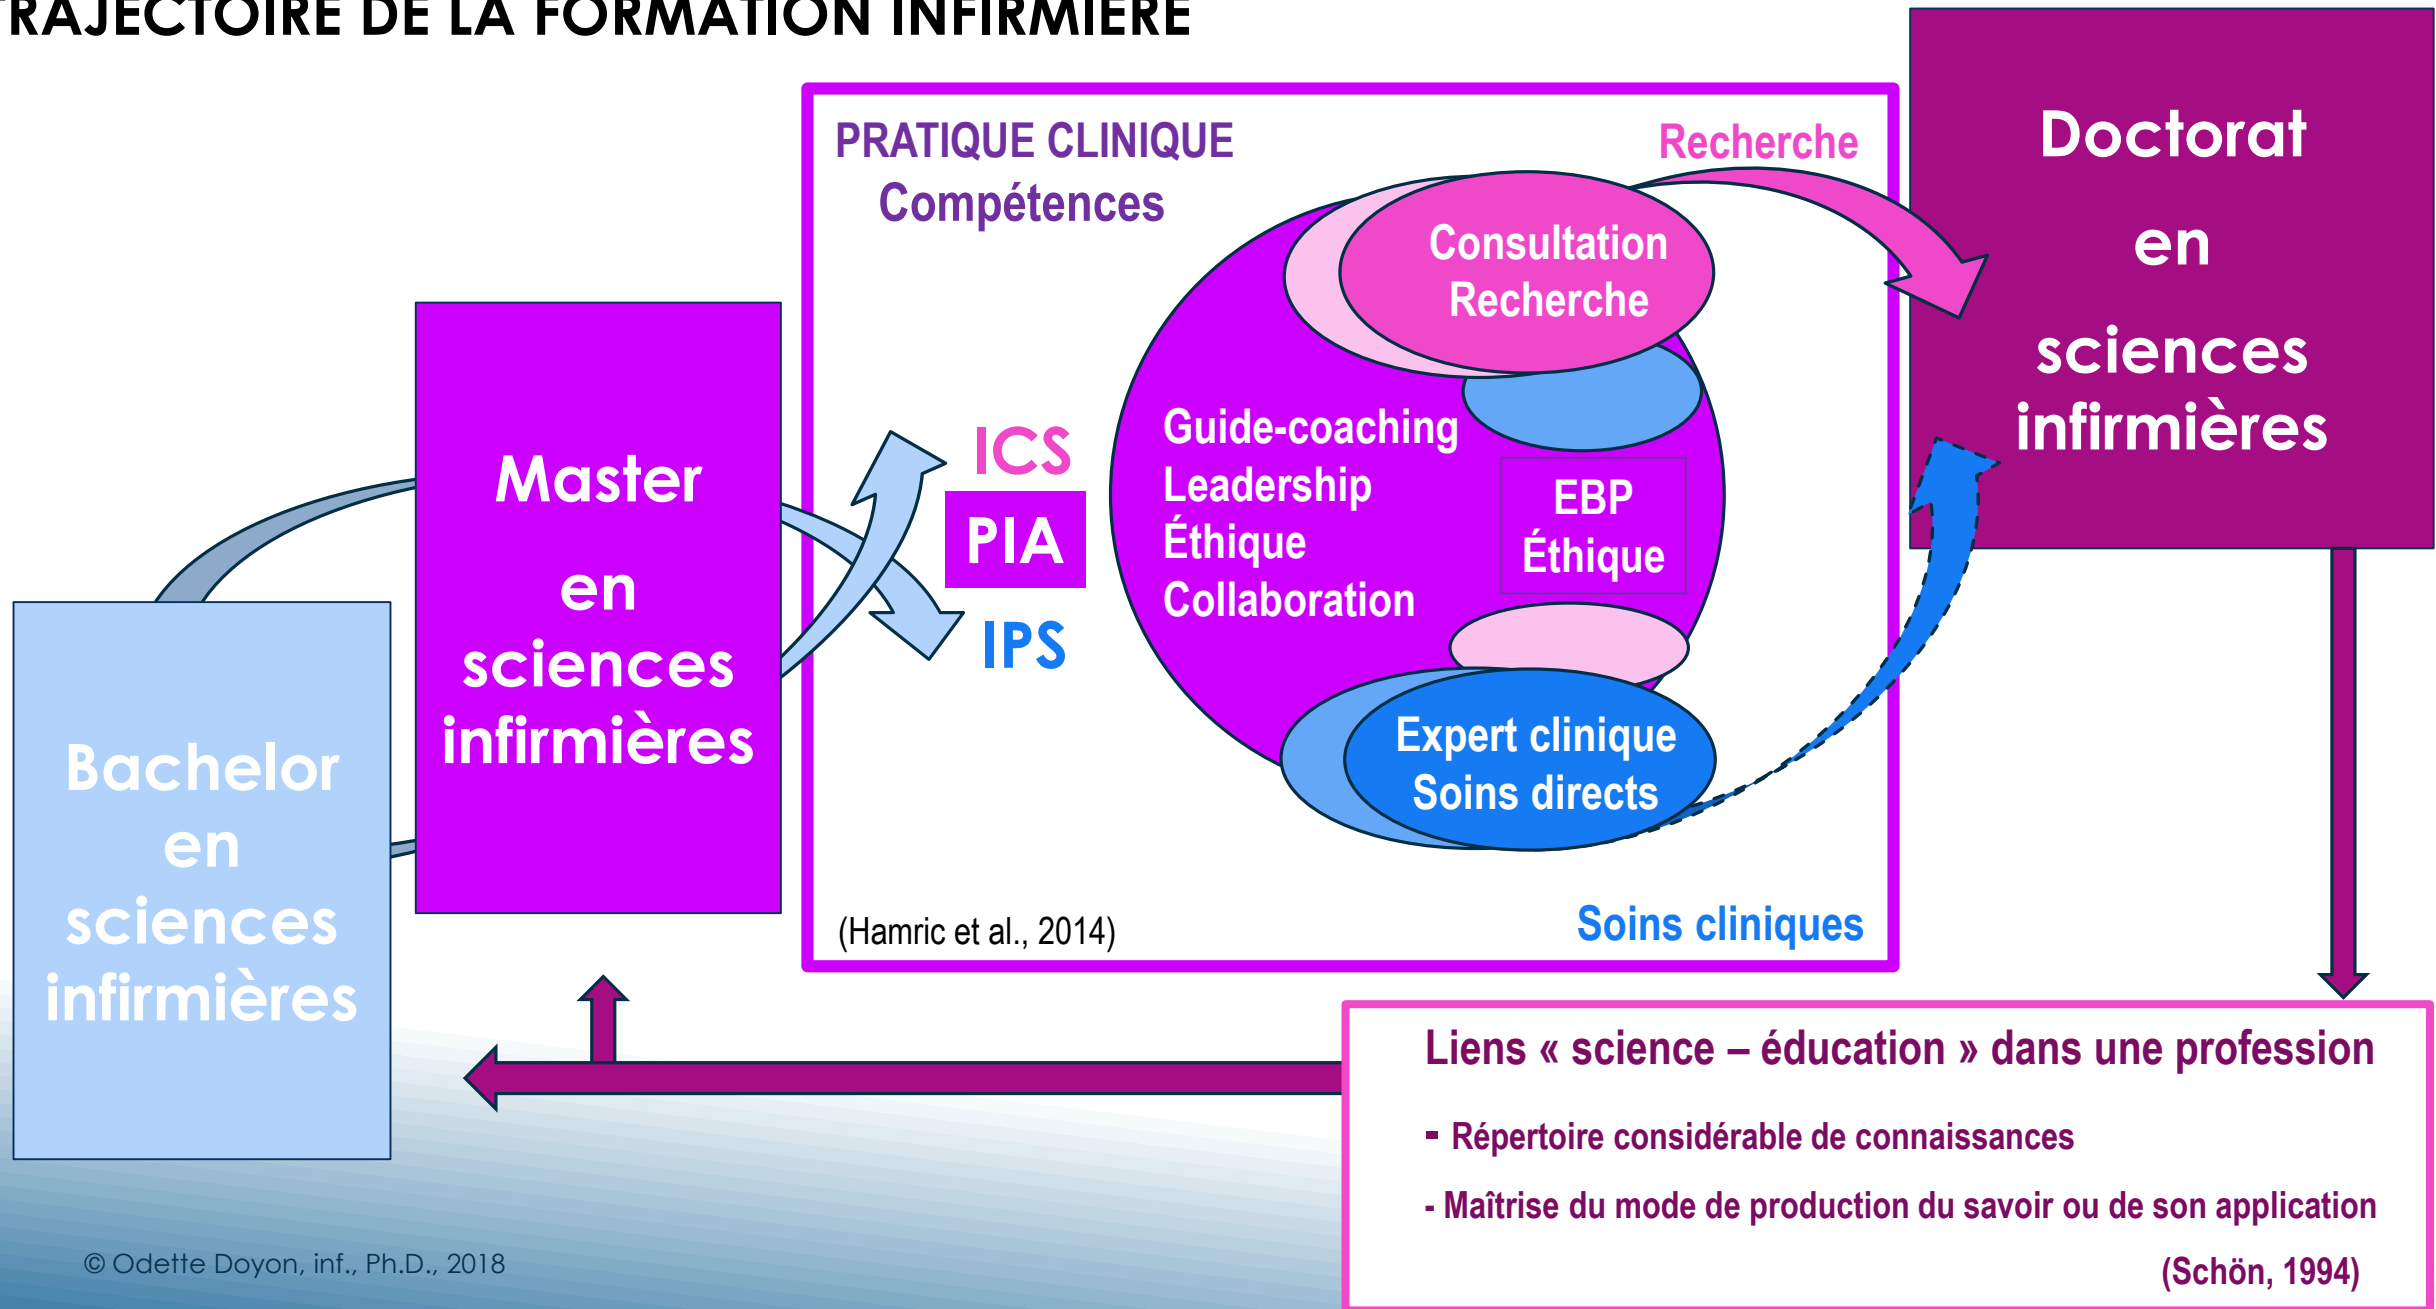 TRAJECTOIRE DE LA FORMATION INFIRMIÈRE
Bachelor
en
sciences
infirmières
Master
en
sciences
infirmières
PRATIQUE CLINIQUE
Compétences
Recherche
ICS
PIA
IPS
Consultation
Recherche
Guide-coaching
Leadership
Éthique
Collaboration
EBP
Éthique
Expert clinique
Soins directs
(Hamric et al., 2014)
Soins cliniques
Doctorat
en
sciences
infirmières
Liens « science – éducation » dans une profession
- Répertoire considérable de connaissances
- Maîtrise du mode de production du savoir ou de son application
(Schön, 1994)
© Odette Doyon, inf., Ph.D., 2018